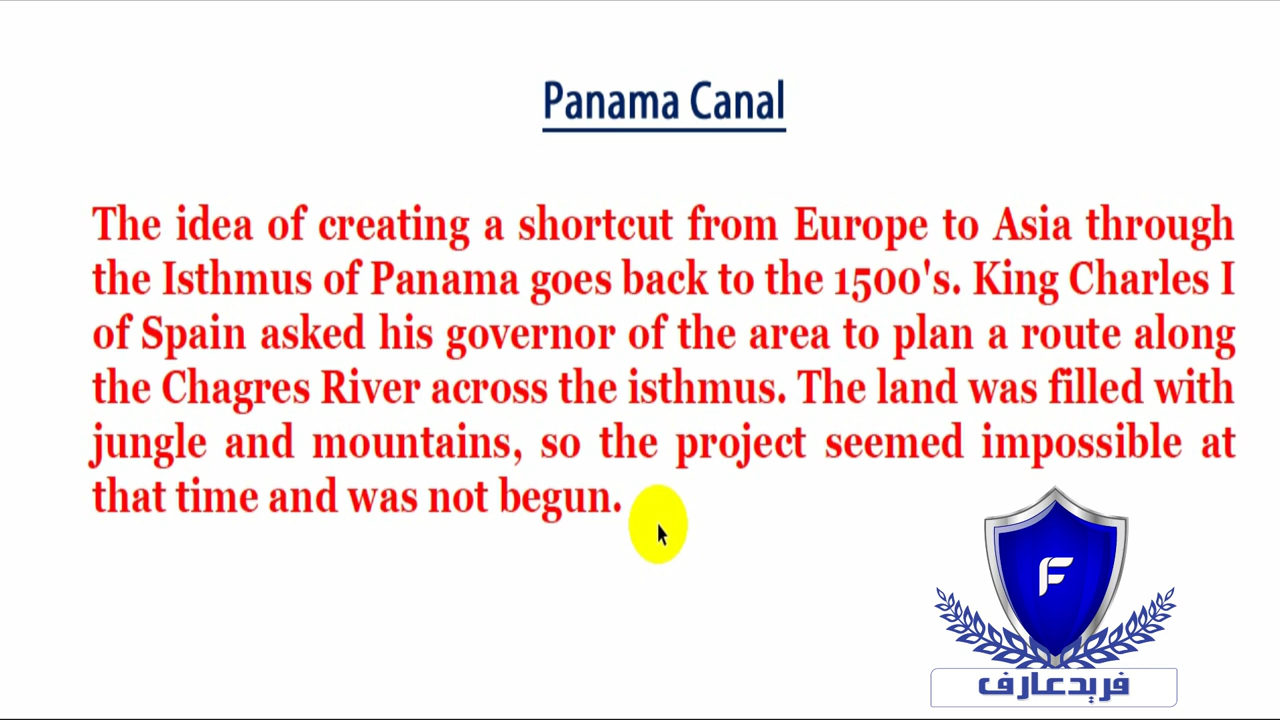 Panama Canal
The idea of creating a shortcut from Europe to Asia through
the Isthmus of Panama goes back to the 1500's. King Charles I
of Spain asked his governor of the area to plan a route along
the Chagres River across the isthmus. The land was filled with
jungle and mountains, so the project seemed impossible at
that time and was not begun.
F
فریدعارف